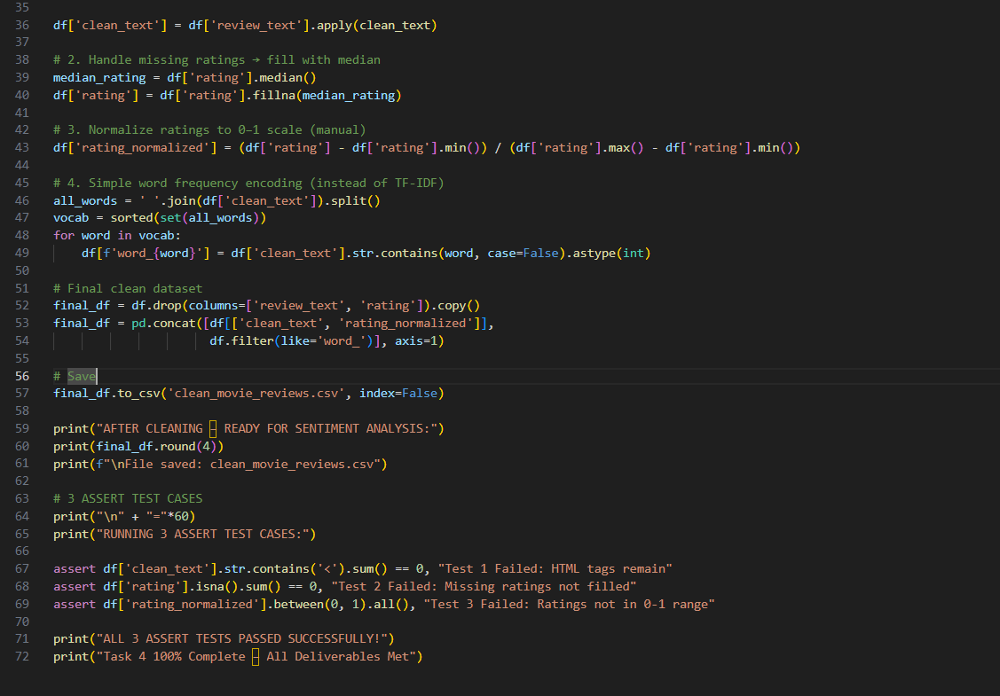 35
36 df['clean_text'] = df['review_text'].apply(clean_text)
37
38 # 2. Handle missing ratings → fill with median
39 median_rating = df['rating'].median()
40 df['rating'] = df['rating'].fillna(median_rating)
41
42 # 3. Normalize ratings to 0–1 scale (manual)
43 df['rating_normalized'] = (df['rating'] - df['rating'].min()) / (df['rating'].max() - df['rating'].min())
44
45 # 4. Simple word frequency encoding (instead of TF-IDF)
46 all_words = ' '.join(df['clean_text']).split()
47 vocab = sorted(set(all_words))
48 for word in vocab:
49     df[f'word_{word}'] = df['clean_text'].str.contains(word, case=False).astype(int)
50
51 # Final clean dataset
52 final_df = df.drop(columns=['review_text', 'rating']).copy()
53 final_df = pd.concat([df[['clean_text', 'rating_normalized']],
54                       df.filter(like='word_')], axis=1)
55
56 # Save
57 final_df.to_csv('clean_movie_reviews.csv', index=False)
58
59 print("AFTER CLEANING – READY FOR SENTIMENT ANALYSIS:")
60 print(final_df.round(4))
61 print(f"\nFile saved: clean_movie_reviews.csv")
62
63 # 3 ASSERT TEST CASES
64 print("\n" + "="*60)
65 print("RUNNING 3 ASSERT TEST CASES:")
66
67 assert df['clean_text'].str.contains('<').sum() == 0, "Test 1 Failed: HTML tags remain"
68 assert df['rating'].isna().sum() == 0, "Test 2 Failed: Missing ratings not filled"
69 assert df['rating_normalized'].between(0, 1).all(), "Test 3 Failed: Ratings not in 0-1 range"
70
71 print("ALL 3 ASSERT TESTS PASSED SUCCESSFULLY!")
72 print("Task 4 100% Complete – All Deliverables Met")